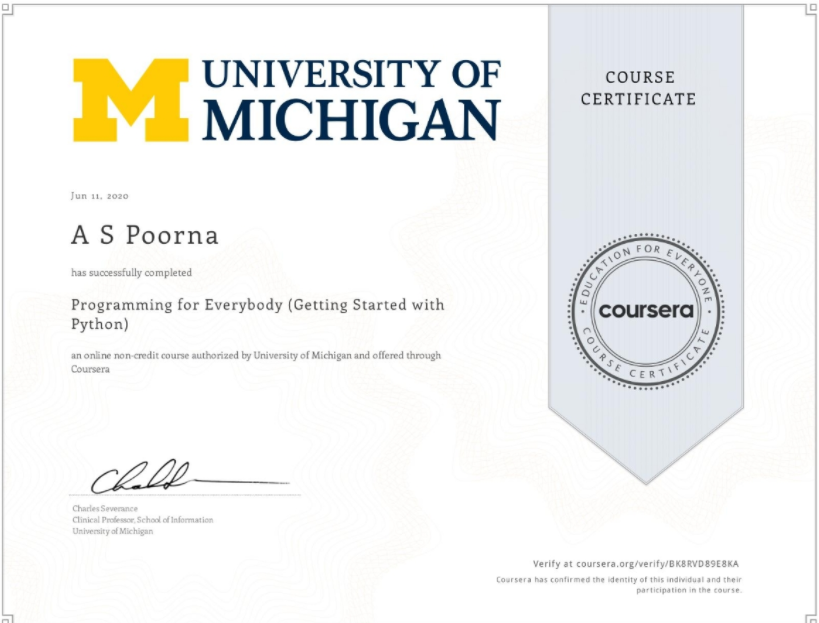 UNIVERSITY OF
MICHIGAN
COURSE
CERTIFICATE
Jun 11, 2020
A S Poorna
has successfully completed
Programming for Everybody (Getting Started with
Python)
an online non-credit course authorized by University of Michigan and offered through
Coursera
EDUCATION FOR EVERYONE
coursera
COURSE CERTIFICATE
Charles Severance
Clinical Professor, School of Information
University of Michigan
Verify at coursera.org/verify/BK8RVD89E8KA
Coursera has confirmed the identity of this individual and their
participation in the course.